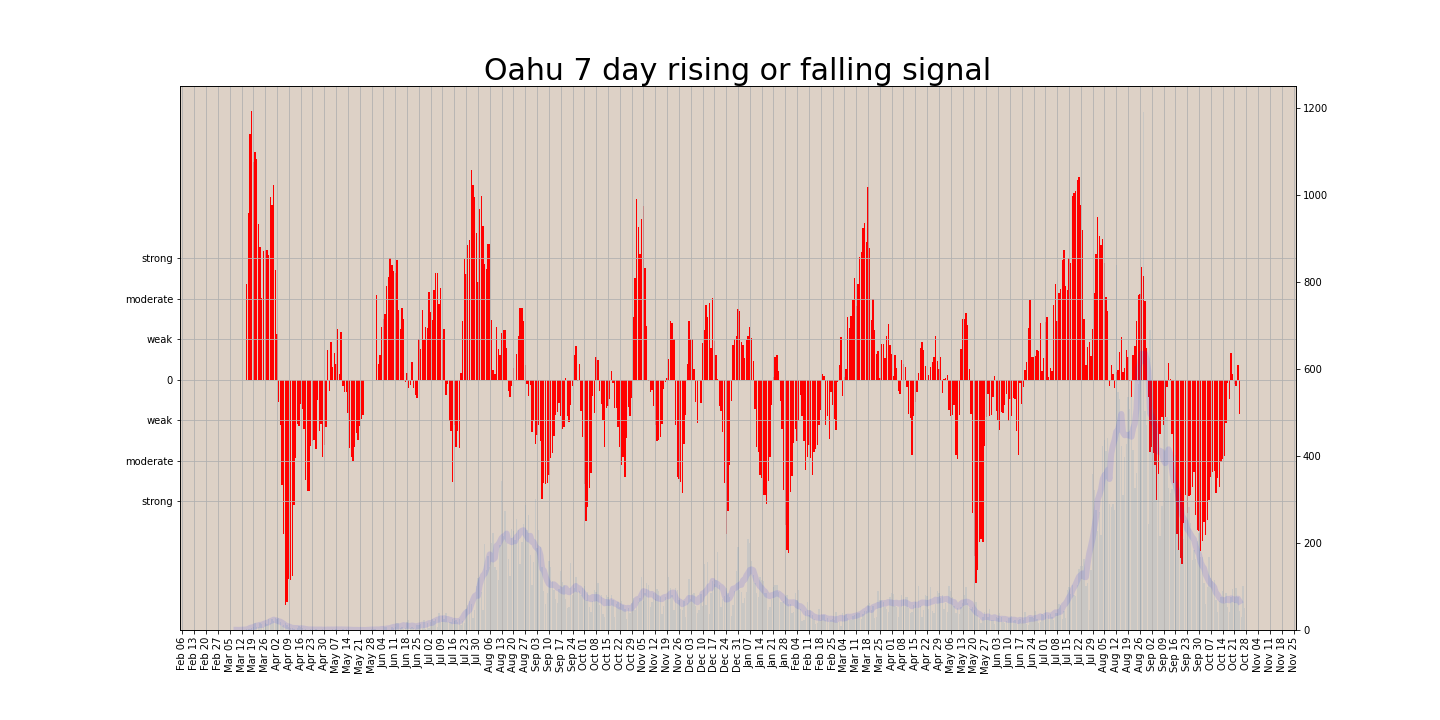 Oahu 7 day rising or falling signal
strong
moderate
weak
0
weak
moderate
strong
1200
1000
800
600
400
200
0
Feb 06
Feb 13
Feb 20
Feb 27
Mar 05
Mar 12
Mar 19
Mar 26
Apr 02
Apr 09
Apr 16
Apr 23
Apr 30
May 07
May 14
May 21
May 28
Jun 04
Jun 11
Jun 18
Jun 25
Jul 02
Jul 09
Jul 16
Jul 23
Jul 30
Aug 06
Aug 13
Aug 20
Aug 27
Sep 03
Sep 10
Sep 17
Sep 24
Oct 01
Oct 08
Oct 15
Oct 22
Oct 29
Nov 05
Nov 12
Nov 19
Nov 26
Dec 03
Dec 10
Dec 17
Dec 24
Dec 31
Jan 07
Jan 14
Jan 21
Jan 28
Feb 04
Feb 11
Feb 18
Feb 25
Mar 04
Mar 11
Mar 18
Mar 25
Apr 01
Apr 08
Apr 15
Apr 22
Apr 29
May 06
May 13
May 20
May 27
Jun 03
Jun 10
Jun 17
Jun 24
Jul 01
Jul 08
Jul 15
Jul 22
Jul 29
Aug 05
Aug 12
Aug 19
Aug 26
Sep 02
Sep 09
Sep 16
Sep 23
Sep 30
Oct 07
Oct 14
Oct 21
Oct 28
Nov 04
Nov 11
Nov 18
Nov 25